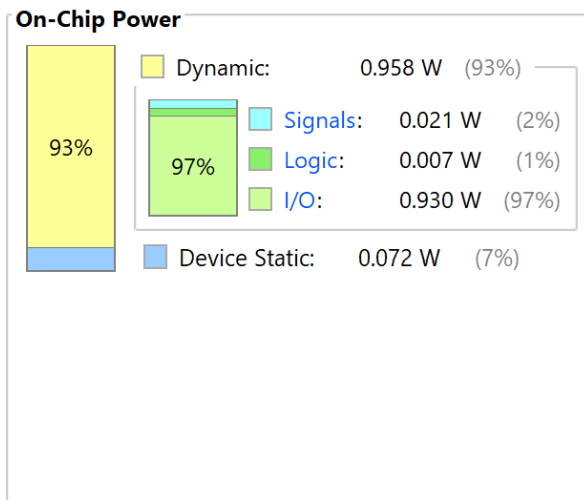 On-Chip Power
Dynamic: 0.958 W (93%)
93%
Signals: 0.021 W (2%)
Logic: 0.007 W (1%)
97%
I/O: 0.930 W (97%)
Device Static: 0.072 W (7%)